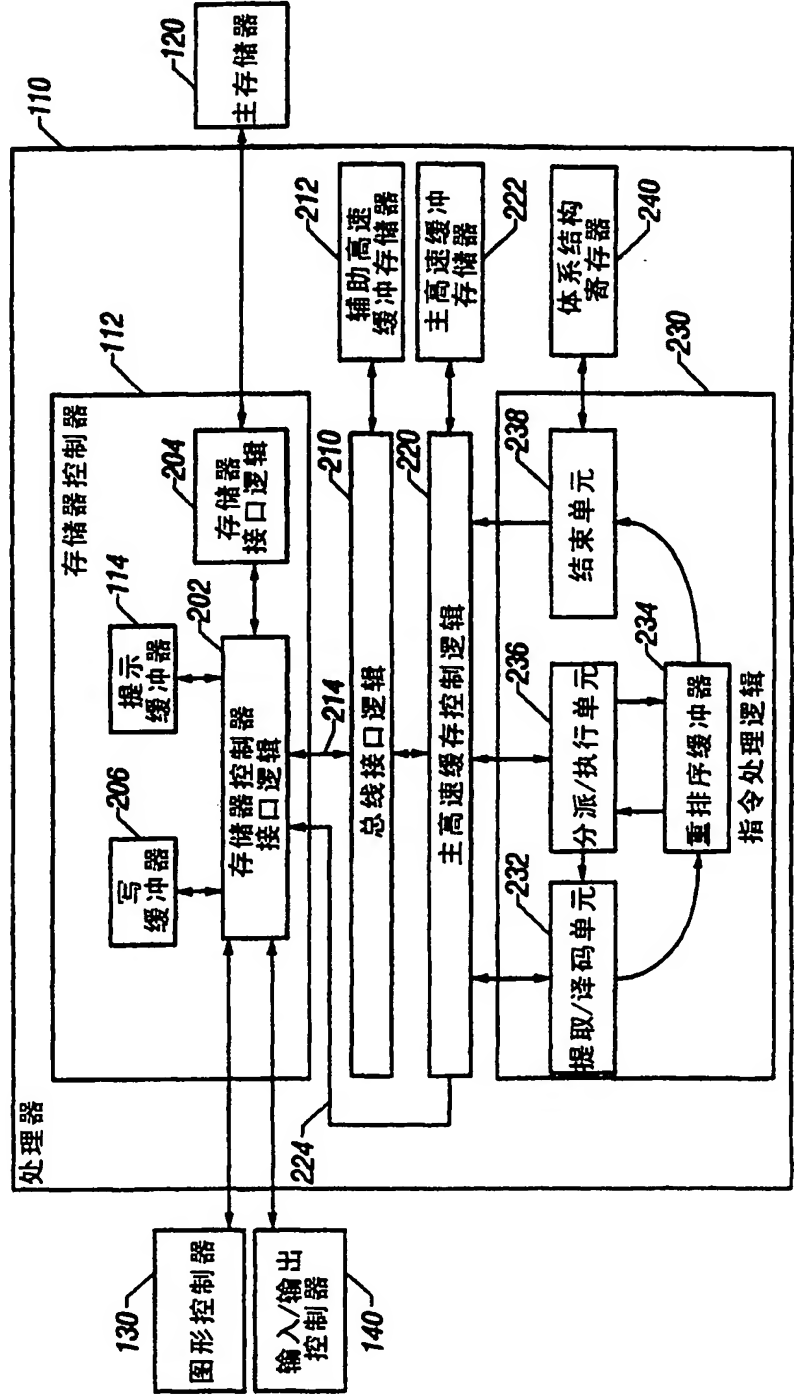 处理器
110
存储器控制器
112
120
主存储器
130
图形控制器
输入/输出
控制器
140
206
写
缓冲器
114
提示
缓冲器
202
存储器控制器
接口逻辑
204
存储器
接口逻辑
214
210
总线接口逻辑
212
辅助高速
缓冲存储器
224
220
主高速缓存控制逻辑
主高速缓冲
存储器
222
230
232
提取/译码单元
236
分派/执行单元
238
结束单元
体系结构
寄存器
240
234
重排序缓冲器
指令处理逻辑